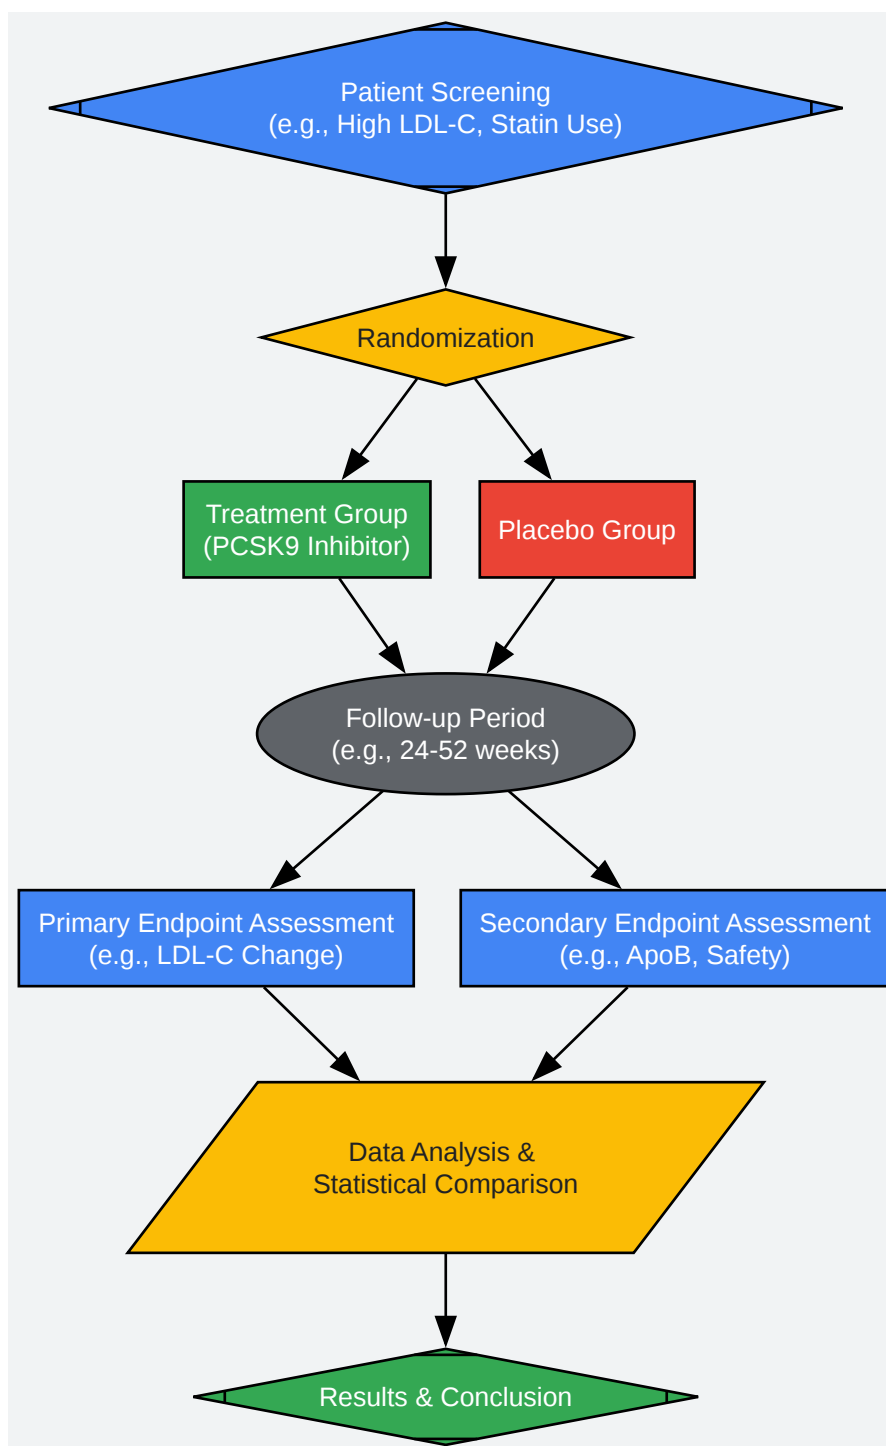 Patient Screening
(e.g., High LDL-C, Statin Use)
Randomization
Treatment Group
(PCSK9 Inhibitor)
Placebo Group
Follow-up Period
(e.g., 24-52 weeks)
Primary Endpoint Assessment
(e.g., LDL-C Change)
Secondary Endpoint Assessment
(e.g., ApoB, Safety)
Data Analysis &
Statistical Comparison
Results & Conclusion